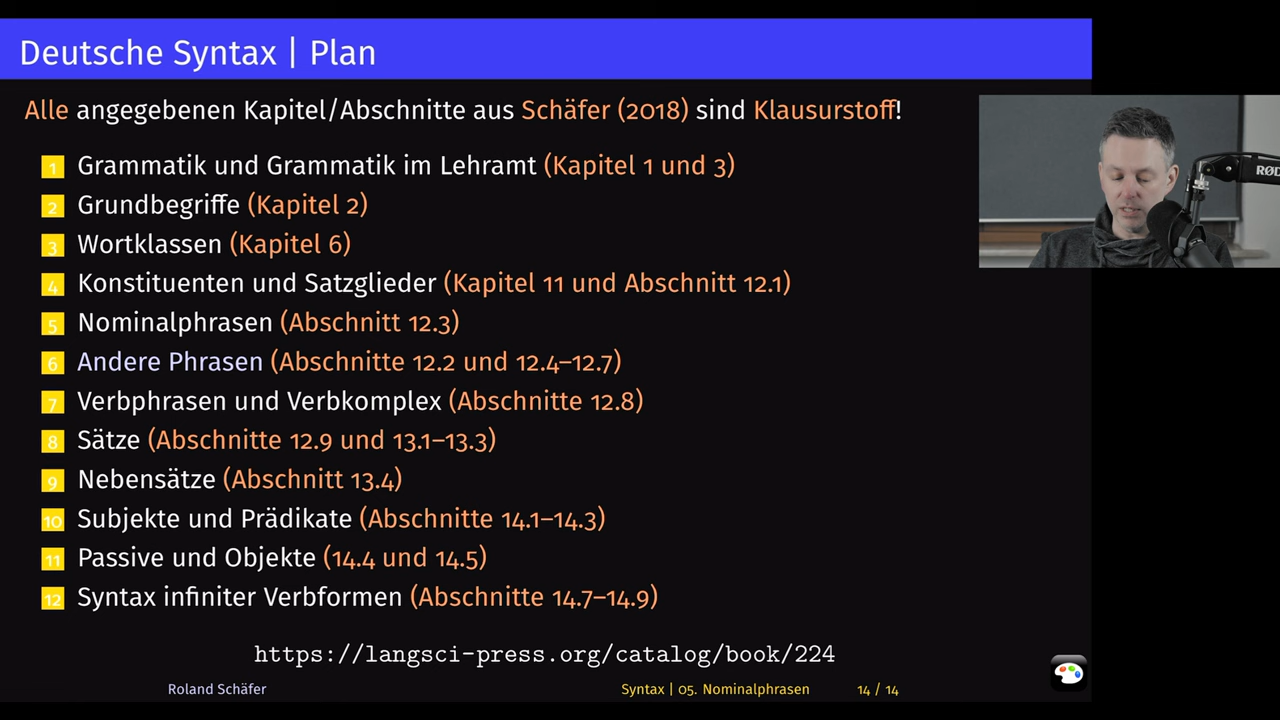 Deutsche Syntax | Plan
Alle angegebenen Kapitel/Abschnitte aus Schäfer (2018) sind Klausurstoff!
1 Grammatik und Grammatik im Lehramt (Kapitel 1 und 3)
2 Grundbegriffe (Kapitel 2)
3 Wortklassen (Kapitel 6)
4 Konstituenten und Satzglieder (Kapitel 11 und Abschnitt 12.1)
5 Nominalphrasen (Abschnitt 12.3)
6 Andere Phrasen (Abschnitte 12.2 und 12.4–12.7)
7 Verbphrasen und Verbkomplex (Abschnitte 12.8)
8 Sätze (Abschnitte 12.9 und 13.1–13.3)
9 Nebensätze (Abschnitt 13.4)
10 Subjekte und Prädikate (Abschnitte 14.1–14.3)
11 Passive und Objekte (14.4 und 14.5)
12 Syntax infiniter Verbformen (Abschnitte 14.7–14.9)
https://langsci-press.org/catalog/book/224
Roland Schäfer Syntax | 05. Nominalphrasen 14 / 14
RØD